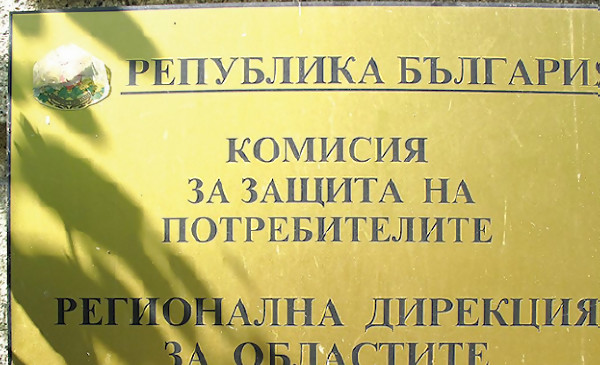 РЕПУБЛИКА БЪЛГАРИЯ
КОМИСИЯ
ЗА ЗАЩИТА НА
ПОТРЕБИТЕЛИТЕ
РЕГИОНАЛНА ДИРЕКЦИЯ
ЗА ОБЛАСТИТЕ